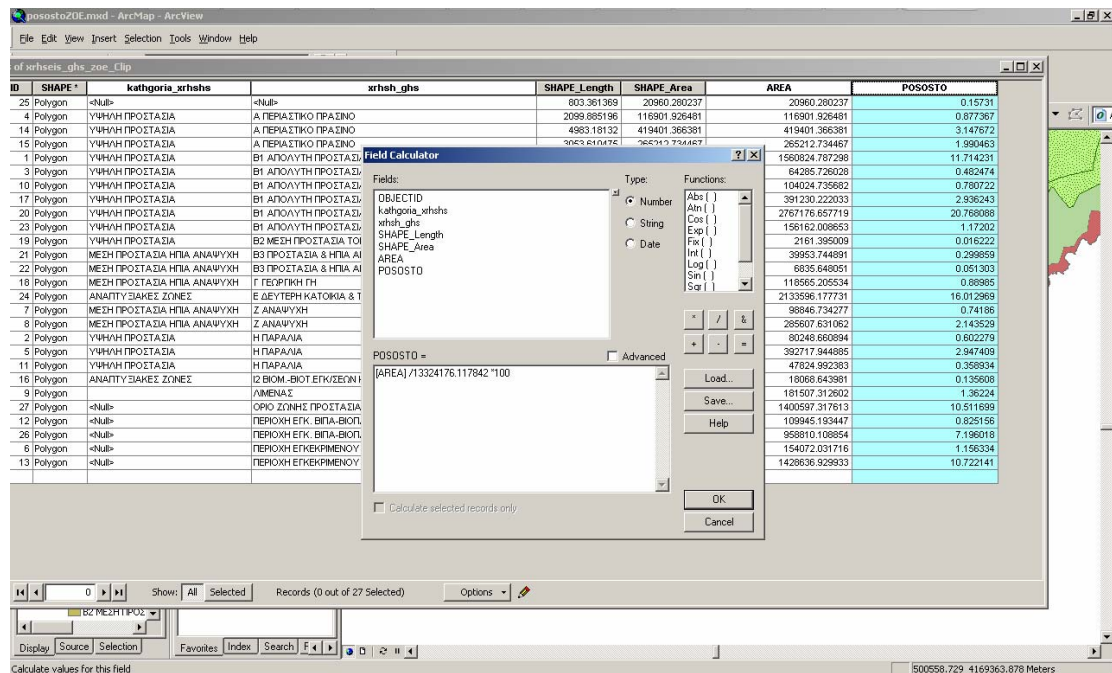 pososto2OE.mxd - ArcMap - ArcView
File Edit View Insert Selection Tools Window Help
of xrhseis_ghs_zoe_Clip
ID SHAPE * kathgoria_xrhshs xrhsh_ghs SHAPE_Length SHAPE_Area AREA POSOSTO
25 Polygon <Null> <Null> 803.361369 20960.280237 20960.280237 0.15731
4 Polygon ΥΨΗΛΗ ΠΡΟΣΤΑΣΙΑ Α ΠΕΡΙΑΣΤΙΚΟ ΠΡΑΣΙΝΟ 2099.885196 116901.926481 116901.926481 0.877367
14 Polygon ΥΨΗΛΗ ΠΡΟΣΤΑΣΙΑ Α ΠΕΡΙΑΣΤΙΚΟ ΠΡΑΣΙΝΟ 4983.18132 419401.366381 419401.366381 3.147672
15 Polygon ΥΨΗΛΗ ΠΡΟΣΤΑΣΙΑ Α ΠΕΡΙΑΣΤΙΚΟ ΠΡΑΣΙΝΟ 3053.610475 265212.734467 265212.734467 1.990463
1 Polygon ΥΨΗΛΗ ΠΡΟΣΤΑΣΙΑ Β1 ΑΠΟΛΥΤΗ ΠΡΟΣΤΑΣΙΑ 1560824.787298 11.714231
3 Polygon ΥΨΗΛΗ ΠΡΟΣΤΑΣΙΑ Β1 ΑΠΟΛΥΤΗ ΠΡΟΣΤΑΣΙΑ 64285.726028 0.482474
10 Polygon ΥΨΗΛΗ ΠΡΟΣΤΑΣΙΑ Β1 ΑΠΟΛΥΤΗ ΠΡΟΣΤΑΣΙΑ 104024.735682 0.780722
17 Polygon ΥΨΗΛΗ ΠΡΟΣΤΑΣΙΑ Β1 ΑΠΟΛΥΤΗ ΠΡΟΣΤΑΣΙΑ 391230.222033 2.936243
20 Polygon ΥΨΗΛΗ ΠΡΟΣΤΑΣΙΑ Β1 ΑΠΟΛΥΤΗ ΠΡΟΣΤΑΣΙΑ 2767176.657719 20.768088
23 Polygon ΥΨΗΛΗ ΠΡΟΣΤΑΣΙΑ Β1 ΑΠΟΛΥΤΗ ΠΡΟΣΤΑΣΙΑ 156162.008653 1.17202
19 Polygon ΥΨΗΛΗ ΠΡΟΣΤΑΣΙΑ Β2 ΜΕΣΗ ΠΡΟΣΤΑΣΙΑ 2161.395009 0.016222
21 Polygon ΜΕΣΗ ΠΡΟΣΤΑΣΙΑ ΗΠΙΑ ΑΝΑΨΥΧΗ Β3 ΠΡΟΣΤΑΣΙΑ & ΗΠΙΑ 39953.744891 0.299859
22 Polygon ΜΕΣΗ ΠΡΟΣΤΑΣΙΑ ΗΠΙΑ ΑΝΑΨΥΧΗ Β3 ΠΡΟΣΤΑΣΙΑ & ΗΠΙΑ 6835.648051 0.051303
18 Polygon ΜΕΣΗ ΠΡΟΣΤΑΣΙΑ ΗΠΙΑ ΑΝΑΨΥΧΗ Γ ΓΕΩΡΓΙΚΗ ΓΗ 118565.205534 0.88985
24 Polygon ΑΝΑΠΤΥΞΙΑΚΕΣ ΖΩΝΕΣ Ε ΔΕΥΤΕΡΗ ΚΑΤΟΙΚΙΑ & 2133596.177731 16.012969
7 Polygon ΜΕΣΗ ΠΡΟΣΤΑΣΙΑ ΗΠΙΑ ΑΝΑΨΥΧΗ Ζ ΑΝΑΨΥΧΗ 98846.734277 0.74186
8 Polygon ΜΕΣΗ ΠΡΟΣΤΑΣΙΑ ΗΠΙΑ ΑΝΑΨΥΧΗ Ζ ΑΝΑΨΥΧΗ 285607.631062 2.143529
2 Polygon ΥΨΗΛΗ ΠΡΟΣΤΑΣΙΑ Η ΠΑΡΑΛΙΑ 80248.660894 0.602279
5 Polygon ΥΨΗΛΗ ΠΡΟΣΤΑΣΙΑ Η ΠΑΡΑΛΙΑ 392717.944885 2.947409
11 Polygon ΥΨΗΛΗ ΠΡΟΣΤΑΣΙΑ Η ΠΑΡΑΛΙΑ 47824.992383 0.358934
16 Polygon ΑΝΑΠΤΥΞΙΑΚΕΣ ΖΩΝΕΣ Ι2 ΒΙΟΜ.-ΒΙΟΤ.ΕΓΚ/ΣΕΩΝ 18068.643981 0.135608
9 Polygon ΛΙΜΕΝΑΣ 181507.312602 1.36224
27 Polygon <Null> ΟΡΙΟ ΖΩΝΗΣ ΠΡΟΣΤΑΣΙΑ 1400597.317613 10.511699
12 Polygon <Null> ΠΕΡΙΟΧΗ ΕΓΚ. ΒΙΠΑ-ΒΙΟΠ. 109945.193447 0.825156
26 Polygon <Null> ΠΕΡΙΟΧΗ ΕΓΚ. ΒΙΠΑ-ΒΙΟΠ. 958810.108854 7.196018
6 Polygon <Null> ΠΕΡΙΟΧΗ ΕΓΚΕΚΡΙΜΕΝΟΥ 154072.031716 1.156334
13 Polygon <Null> ΠΕΡΙΟΧΗ ΕΓΚΕΚΡΙΜΕΝΟΥ 1428636.929933 10.722141
Field Calculator
Fields: Type: Functions:
OBJECTID
kathgoria_xrhshs
xrhsh_ghs
SHAPE_Length
SHAPE_Area
AREA
POSOSTO
Number
String
Date
Abs ( )
Atn ( )
Cos ( )
Exp ( )
Fix ( )
Int ( )
Log ( )
Sin ( )
Sqr ( )
* / &
+ - =
POSOSTO = Advanced
[AREA] /13324176.117842 *100
Load...
Save...
Help
Calculate selected records only
OK
Cancel
0 Show: All Selected Records (0 out of 27 Selected) Options
Β2 ΜΕΣΗ ΠΡΟΣ
Display Source Selection Favorites Index Search F
Calculate values for this field 500558.729 4169363.878 Meters